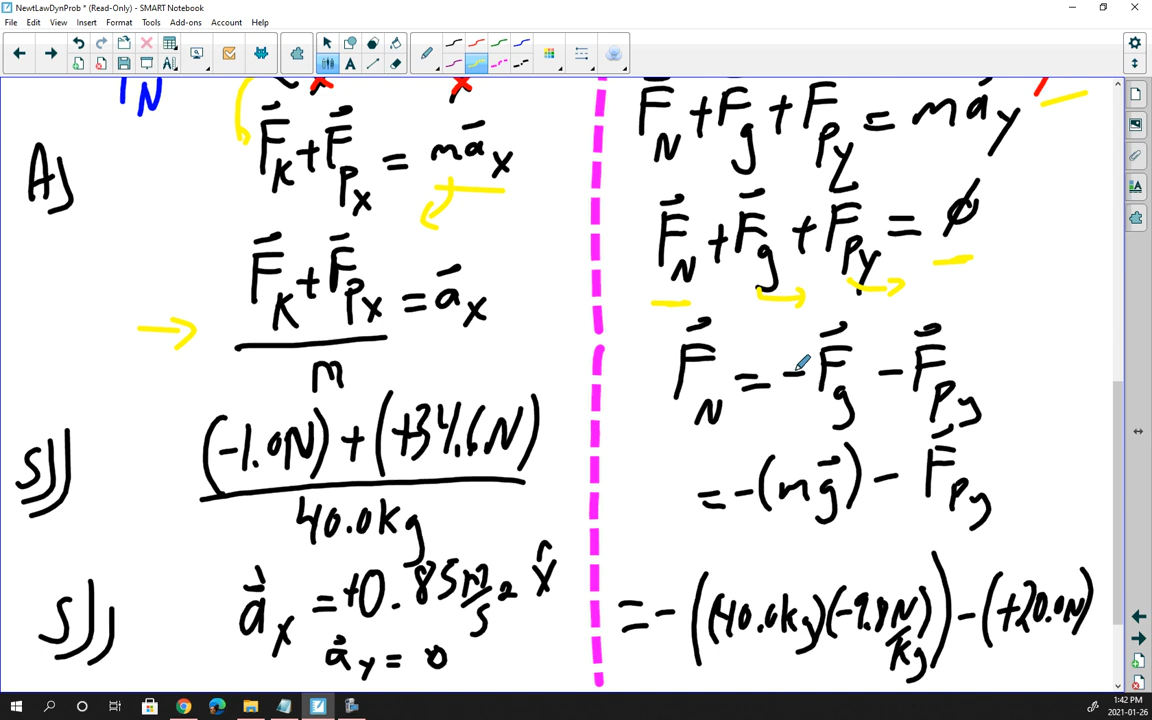 NewtLawDynProb * (Read-Only) - SMART Notebook
File Edit View Insert Format Tools Add-ons Account Help
N
F⃗K + F⃗Px = ma⃗x
A)
(F⃗K + F⃗Px) / m = a⃗x
S))
((-1.0N) + (+34.6N)) / 40.0kg
S))
a⃗x = +0.85 m/s² x̂
a⃗y = 0
F⃗N + F⃗g + F⃗Py = ma⃗y
F⃗N + F⃗g + F⃗Py = ϕ
F⃗N = -F⃗g - F⃗Py
= -(mg⃗) - F⃗Py
= -((40.0kg)(-9.8N/kg)) - (+20.0N)
1:42 PM
2021-01-26